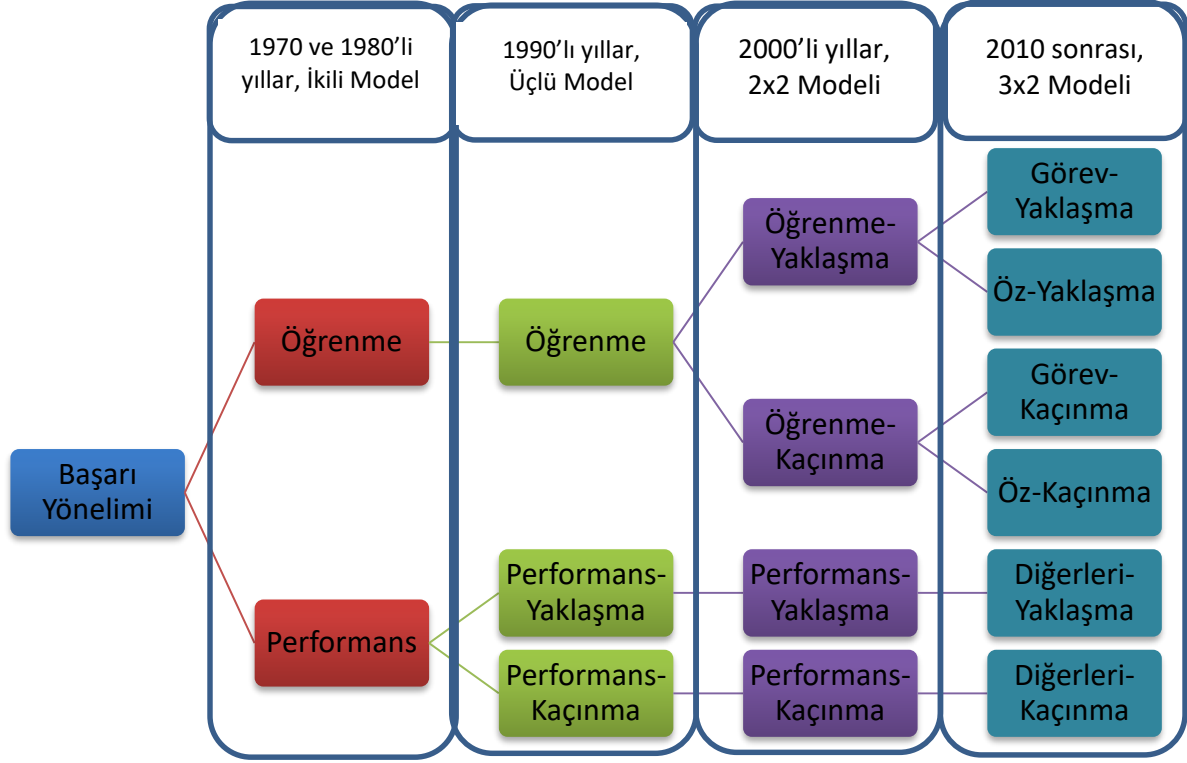 1970 ve 1980’li
yıllar, İkili Model
1990’lı yıllar,
Üçlü Model
2000’li yıllar,
2x2 Modeli
2010 sonrası,
3x2 Modeli
Başarı
Yönelimi
Öğrenme
Performans
Öğrenme
Performans-
Yaklaşma
Performans-
Kaçınma
Öğrenme-
Yaklaşma
Öğrenme-
Kaçınma
Performans-
Yaklaşma
Performans-
Kaçınma
Görev-
Yaklaşma
Öz-Yaklaşma
Görev-
Kaçınma
Öz-Kaçınma
Diğerleri-
Yaklaşma
Diğerleri-
Kaçınma